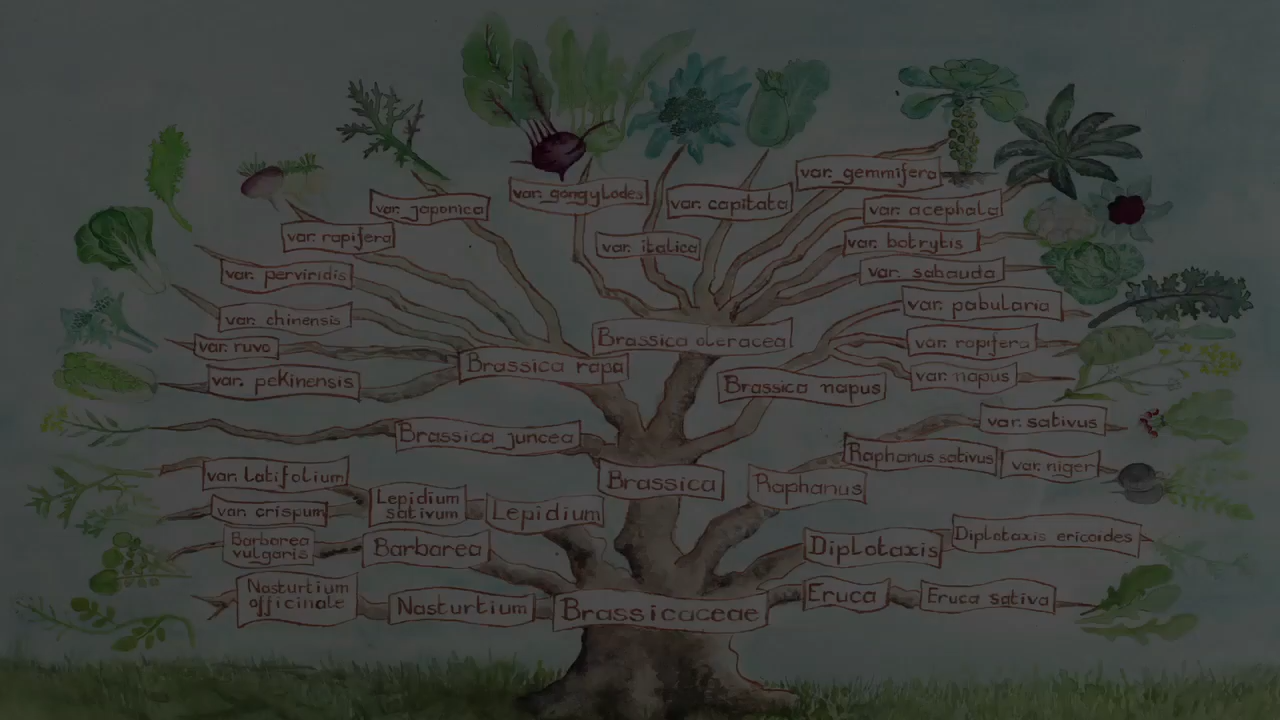 var. gemmifera
var. gongylodes
var. capitata
var. japonica
var. acephala
var. rapifera
var. italica
var. botrytis
var. perviridis
var. sabauda
var. pabularia
var. chinensis
Brassica oleracea
var. rapifera
var. ruvo
Brassica rapa
var. napus
var. pekinensis
Brassica napus
var. sativus
Brassica juncea
Raphanus sativus
var. niger
var. latifolium
Brassica
Raphanus
Lepidium
sativum
var. crispum
Lepidium
Diplotaxis ericoides
Barbarea
vulgaris
Barbarea
Diplotaxis
Nasturtium
officinale
Nasturtium
Brassicaceae
Eruca
Eruca sativa